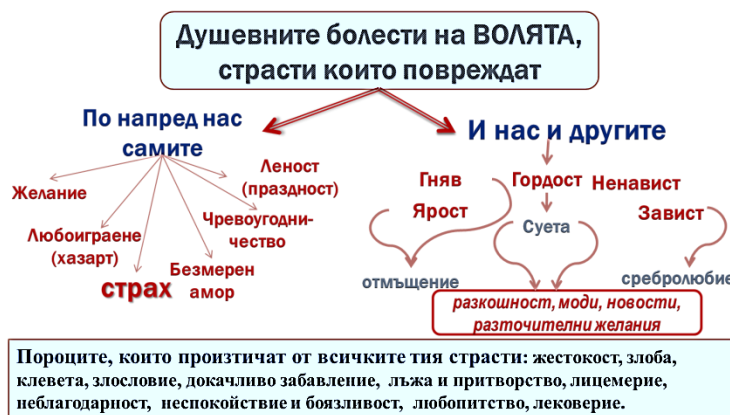 Душевните болести на ВОЛЯТА,
страсти които повреждат
По напред нас
самите
И нас и другите
Желание
Любоиграене
(хазарт)
страх
Безмерен
амор
Чревоугодни-
чество
Леност
(празност)
Гняв
Ярост
отмъщение
Гордост
Суета
Ненавист
Завист
сребролюбие
разкошност, моди, новости,
разточителни желания
Пороците, които произтичат от всичките тия страсти: жестокост, злоба,
клевета, злословие, докачливо забавление, лъжа и притворство, лицемерие,
неблагодарност, неспокойствие и боязливост, любопитство, лековерие.